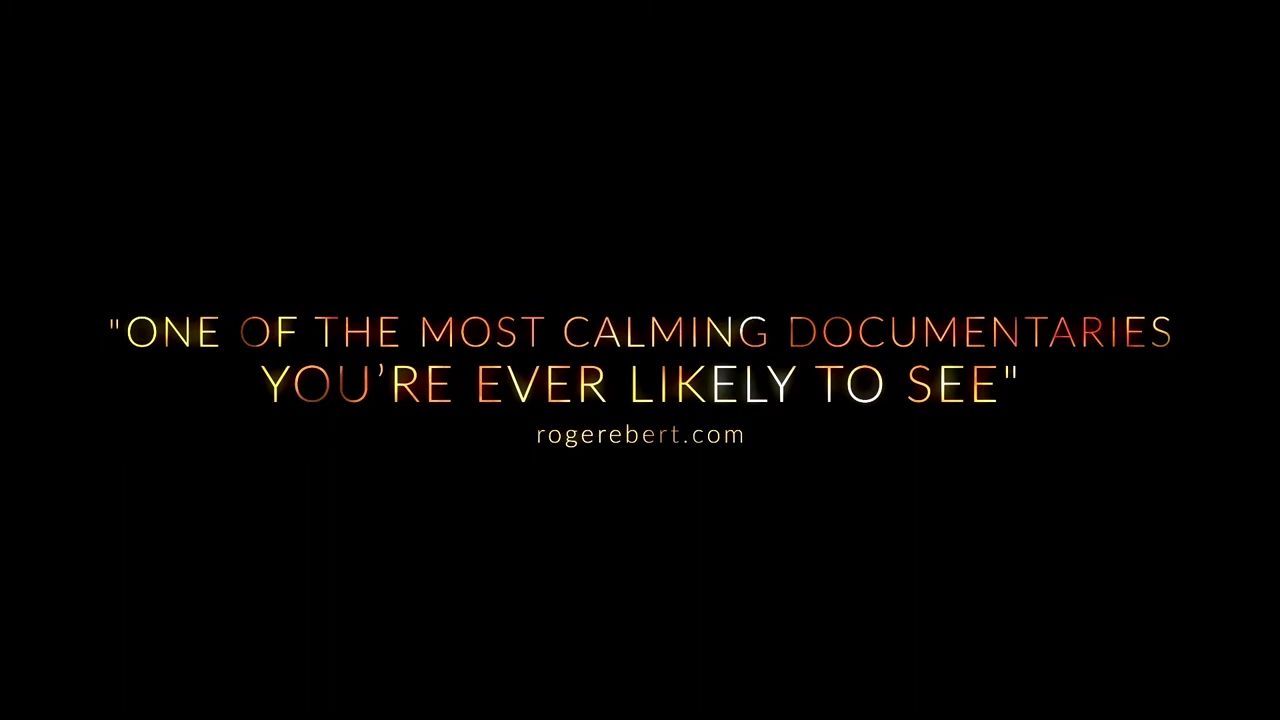 "ONE OF THE MOST CALMING DOCUMENTARIES
YOU’RE EVER LIKELY TO SEE"
rogerebert.com